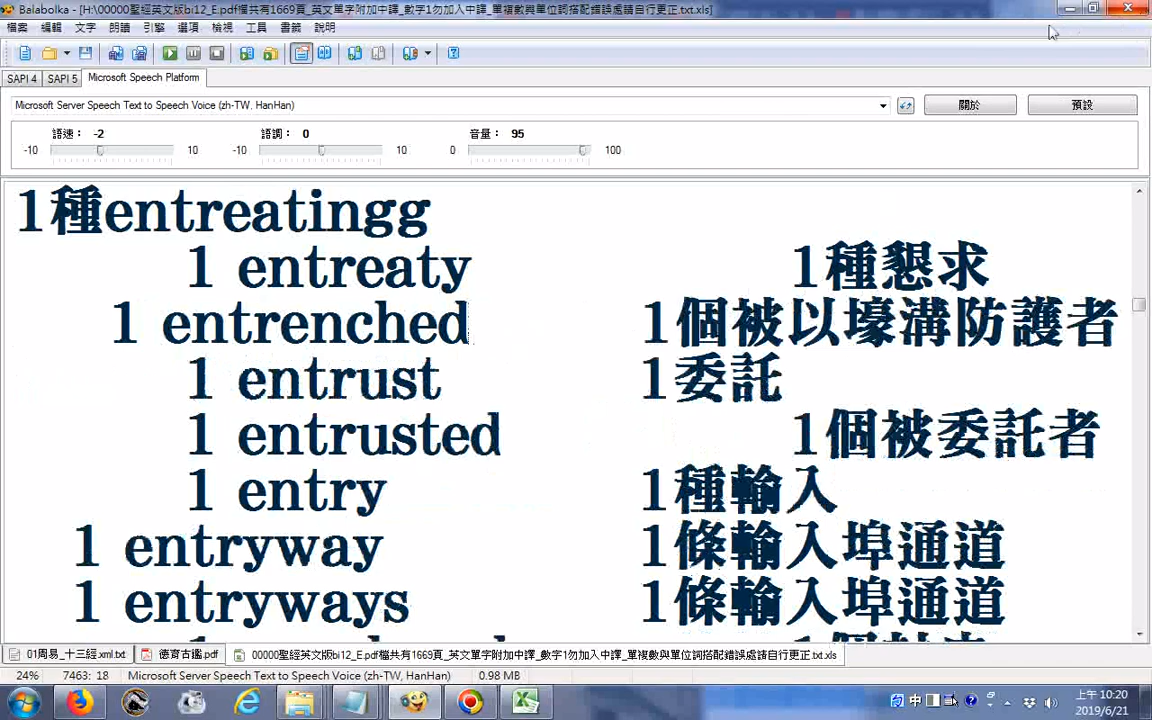 Balabolka - [H:\00000聖經英文版bi12_E.pdf檔共有1669頁_英文單字附加中譯_數字1勿加入中譯_單複數與單位詞搭配錯誤處請自行更正.txt.xls]
檔案 編輯 文字 朗讀 引擎 選項 檢視 工具 書籤 說明
SAPI 4 SAPI 5 Microsoft Speech Platform
Microsoft Server Speech Text to Speech Voice (zh-TW, HanHan) 關於 預設
語速： -2 語調： 0 音量： 95
-10 10 -10 10 0 100
1種entreatingg
1 entreaty 1種懇求
1 entrenched 1個被以壕溝防護者
1 entrust 1委託
1 entrusted 1個被委託者
1 entry 1種輸入
1 entryway 1條輸入埠通道
1 entryways 1條輸入埠通道
01周易_十三經.xml.txt 德育古鑑.pdf 00000聖經英文版bi12_E.pdf檔共有1669頁_英文單字附加中譯_數字1勿加入中譯_單複數與單位詞搭配錯誤處請自行更正.txt.xls
24% 7463: 18 Microsoft Server Speech Text to Speech Voice (zh-TW, HanHan) 0.98 MB
中 上午 10:20
2019/6/21